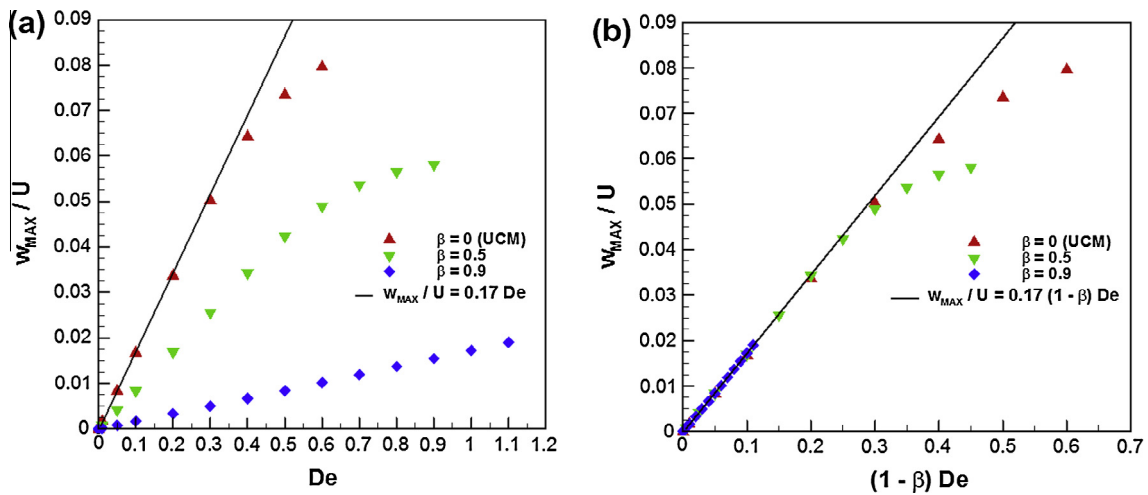 (a)
0.09
0.08
0.07
0.06
0.05
0.04
0.03
0.02
0.01
0
w_MAX / U
β = 0 (UCM)
β = 0.5
β = 0.9
w_MAX / U = 0.17 De
0 0.1 0.2 0.3 0.4 0.5 0.6 0.7 0.8 0.9 1 1.1 1.2
De
(b)
0.09
0.08
0.07
0.06
0.05
0.04
0.03
0.02
0.01
0
w_MAX / U
β = 0 (UCM)
β = 0.5
β = 0.9
w_MAX / U = 0.17 (1 - β) De
0 0.1 0.2 0.3 0.4 0.5 0.6 0.7
(1 - β) De